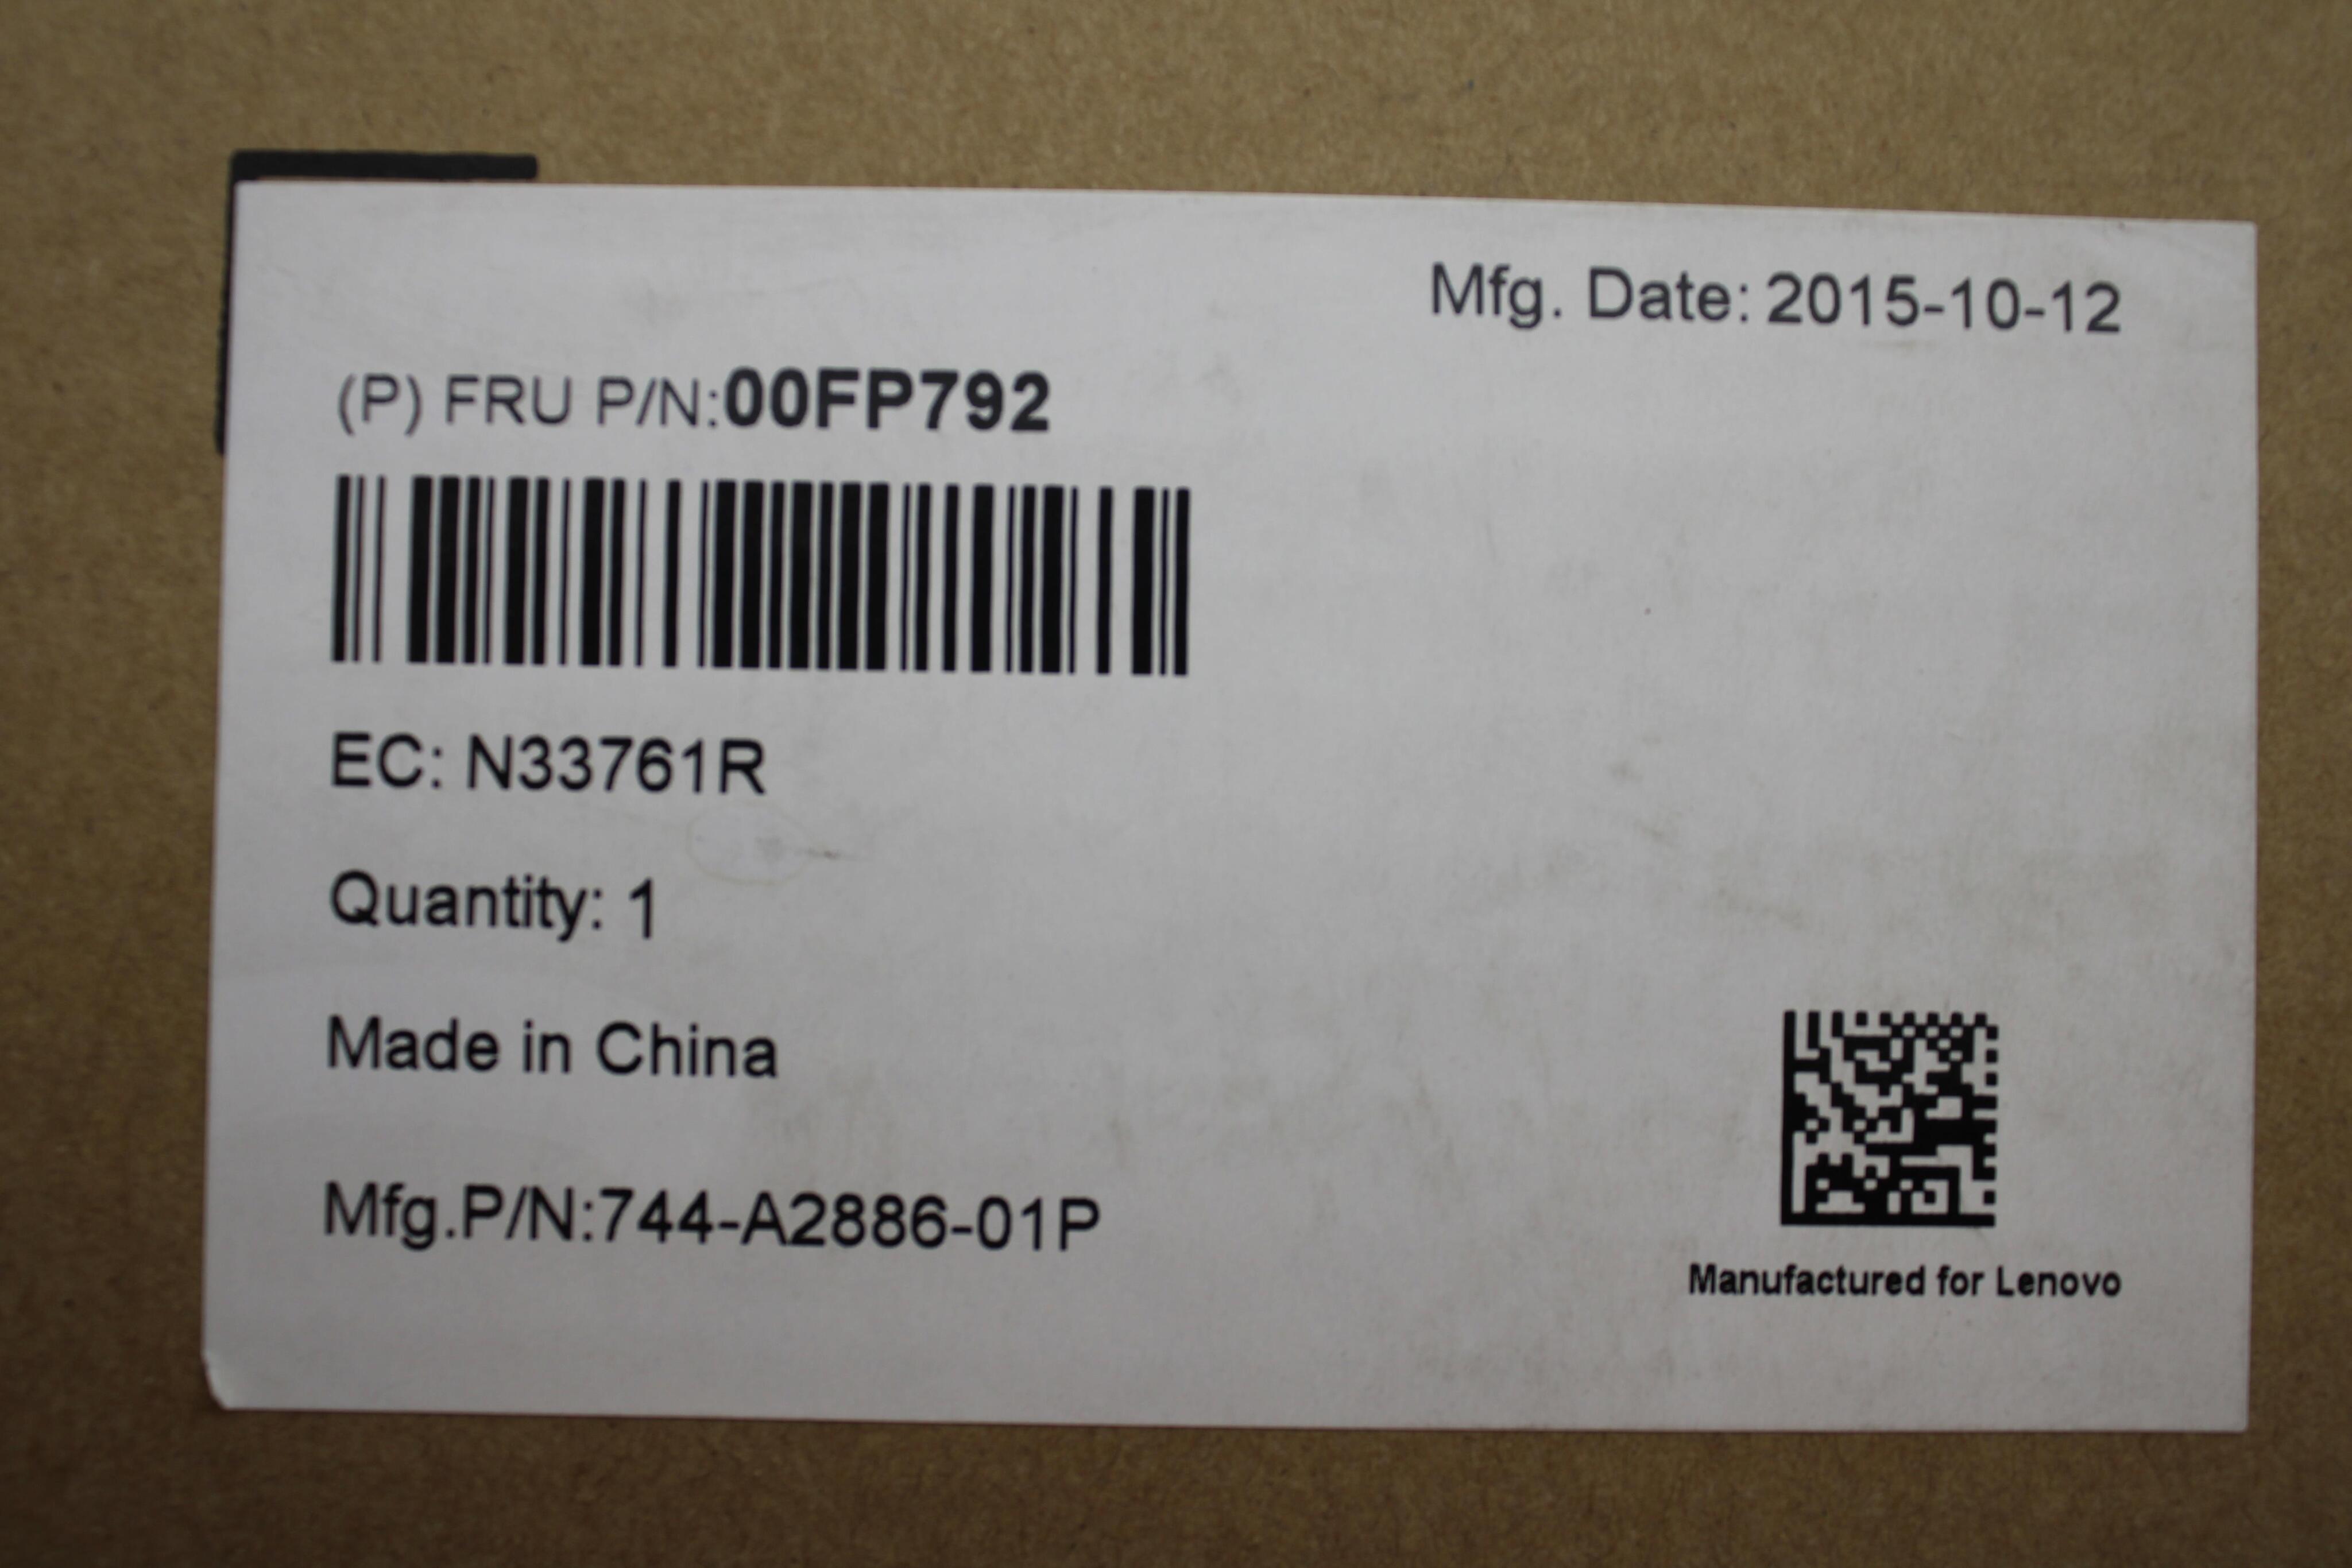 Mfg. Date: 2015-10-12
(P) FRU P/N:00FP792
EC: N33761R
Quantity: 1
Made in China
Mfg.P/N:744-A2886-01P
Manufactured for Lenovo